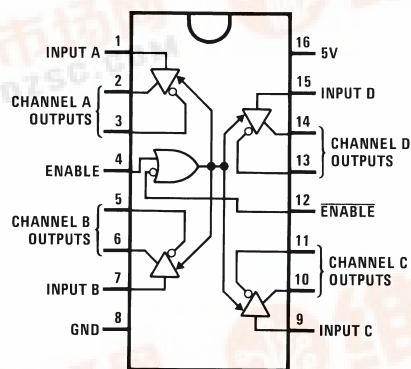 INPUT A 1
2
CHANNEL A
OUTPUTS
3
ENABLE 4
5
CHANNEL B
OUTPUTS
6
7
INPUT B
GND 8
16
5V
15
INPUT D
14
CHANNEL D
OUTPUTS
13
12
ENABLE
11
CHANNEL C
OUTPUTS
10
9
INPUT C